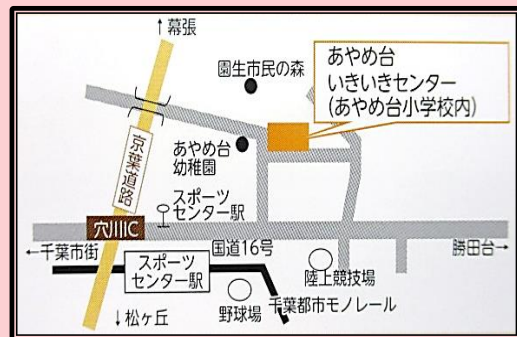 ↑幕張
園生市民の森
あやめ台
いきいきセンター
(あやめ台小学校内)
京葉道路
あやめ台
幼稚園
スポーツ
センター駅
穴川IC
国道16号
←千葉市街
勝田台→
スポーツ
センター駅
陸上競技場
野球場
千葉都市モノレール
↓松ヶ丘